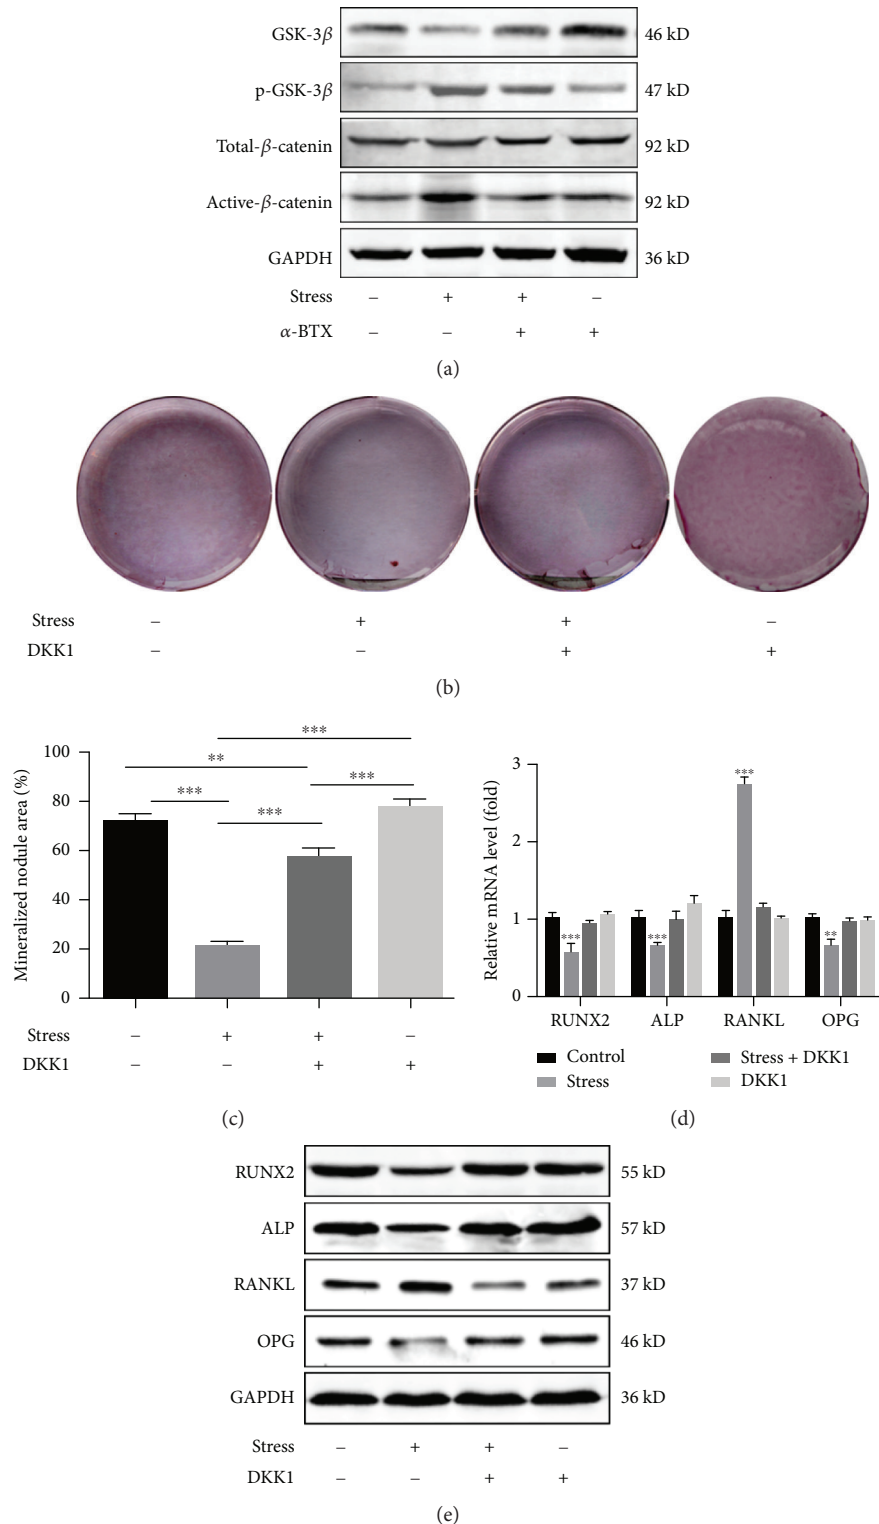 GSK-3β 46 kD
p-GSK-3β 47 kD
Total-β-catenin 92 kD
Active-β-catenin 92 kD
GAPDH 36 kD
Stress − + + −
α-BTX − − + +
(a)
Stress − + + −
DKK1 − − + +
(b)
Mineralized nodule area (%)
100
80
60
40
20
0
***
**
***
***
***
Stress − + + −
DKK1 − − + +
(c)
Relative mRNA level (fold)
3
2
1
0
***
***
***
**
RUNX2 ALP RANKL OPG
Control Stress + DKK1
Stress DKK1
(d)
RUNX2 55 kD
ALP 57 kD
RANKL 37 kD
OPG 46 kD
GAPDH 36 kD
Stress − + + −
DKK1 − − + +
(e)